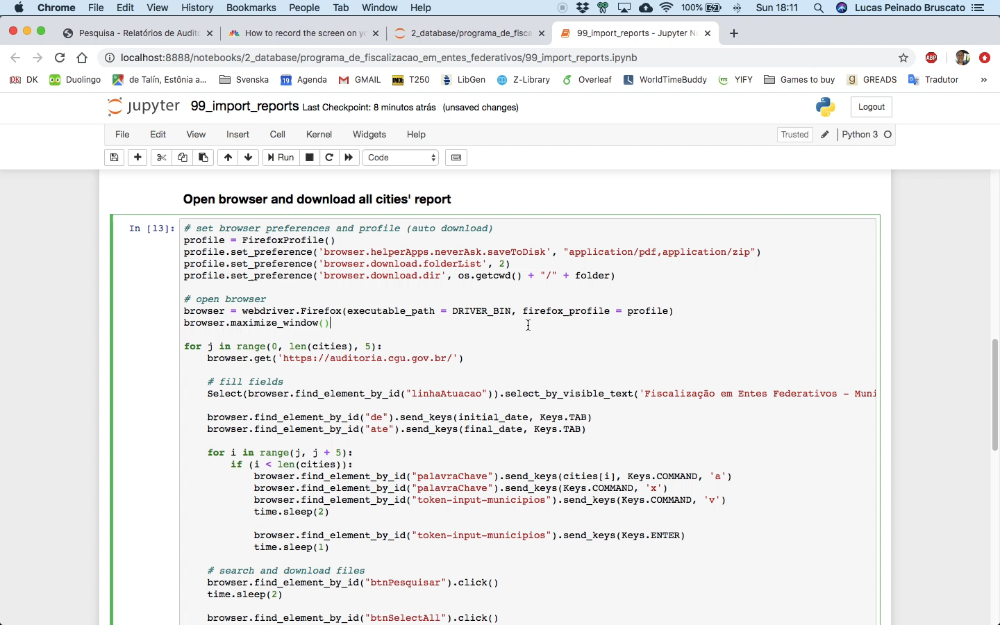 Chrome File Edit View History Bookmarks People Tab Window Help 100% Sun 18:11 Lucas Peinado Bruscato
Pesquisa - Relatórios de Audito How to record the screen on yo 2_database/programa_de_fisca 99_import_reports - Jupyter No
localhost:8888/notebooks/2_database/programa_de_fiscalizacao_em_entes_federativos/99_import_reports.ipynb ABP
DK DK Duolingo de Talín, Estônia a... Svenska 19 Agenda GMAIL IMDb T250 LibGen Z-Library Overleaf WorldTimeBuddy YTS YIFY Games to buy g GREADS Tradutor »
jupyter 99_import_reports Last Checkpoint: 8 minutos atrás (unsaved changes) Logout
File Edit View Insert Cell Kernel Widgets Help Trusted Python 3
Run Code
Open browser and download all cities' report
In [13]: # set browser preferences and profile (auto download)
profile = FirefoxProfile()
profile.set_preference('browser.helperApps.neverAsk.saveToDisk', "application/pdf,application/zip")
profile.set_preference('browser.download.folderList', 2)
profile.set_preference('browser.download.dir', os.getcwd() + "/" + folder)
# open browser
browser = webdriver.Firefox(executable_path = DRIVER_BIN, firefox_profile = profile)
browser.maximize_window()
for j in range(0, len(cities), 5):
browser.get('https://auditoria.cgu.gov.br/')
# fill fields
Select(browser.find_element_by_id("linhaAtuacao")).select_by_visible_text('Fiscalização em Entes Federativos - Muni
browser.find_element_by_id("de").send_keys(initial_date, Keys.TAB)
browser.find_element_by_id("ate").send_keys(final_date, Keys.TAB)
for i in range(j, j + 5):
if (i < len(cities)):
browser.find_element_by_id("palavraChave").send_keys(cities[i], Keys.COMMAND, 'a')
browser.find_element_by_id("palavraChave").send_keys(Keys.COMMAND, 'x')
browser.find_element_by_id("token-input-municipios").send_keys(Keys.COMMAND, 'v')
time.sleep(2)
browser.find_element_by_id("token-input-municipios").send_keys(Keys.ENTER)
time.sleep(1)
# search and download files
browser.find_element_by_id("btnPesquisar").click()
time.sleep(2)
browser.find_element_by_id("btnSelectAll").click()